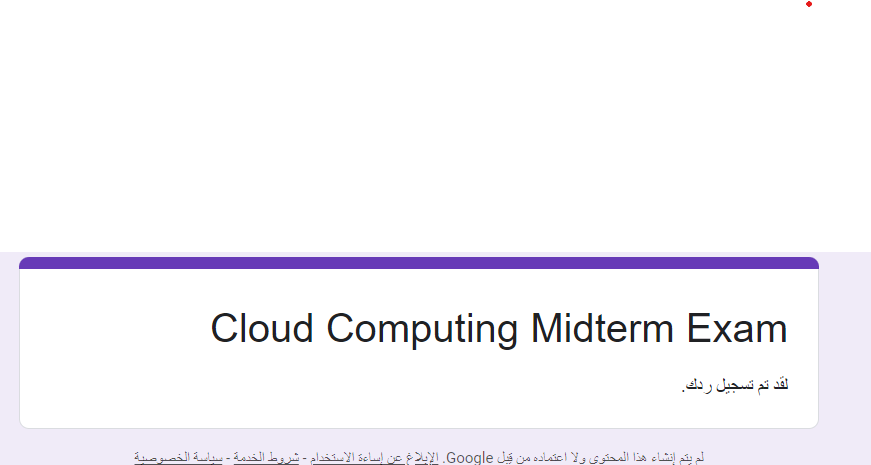 Cloud Computing Midterm Exam
لقد تم تسجيل ردك.
لم يتم إنشاء هذا المحتوى ولا اعتماده من قِبل Google. الإبلاغ عن إساءة الاستخدام - شروط الخدمة - سياسة الخصوصية